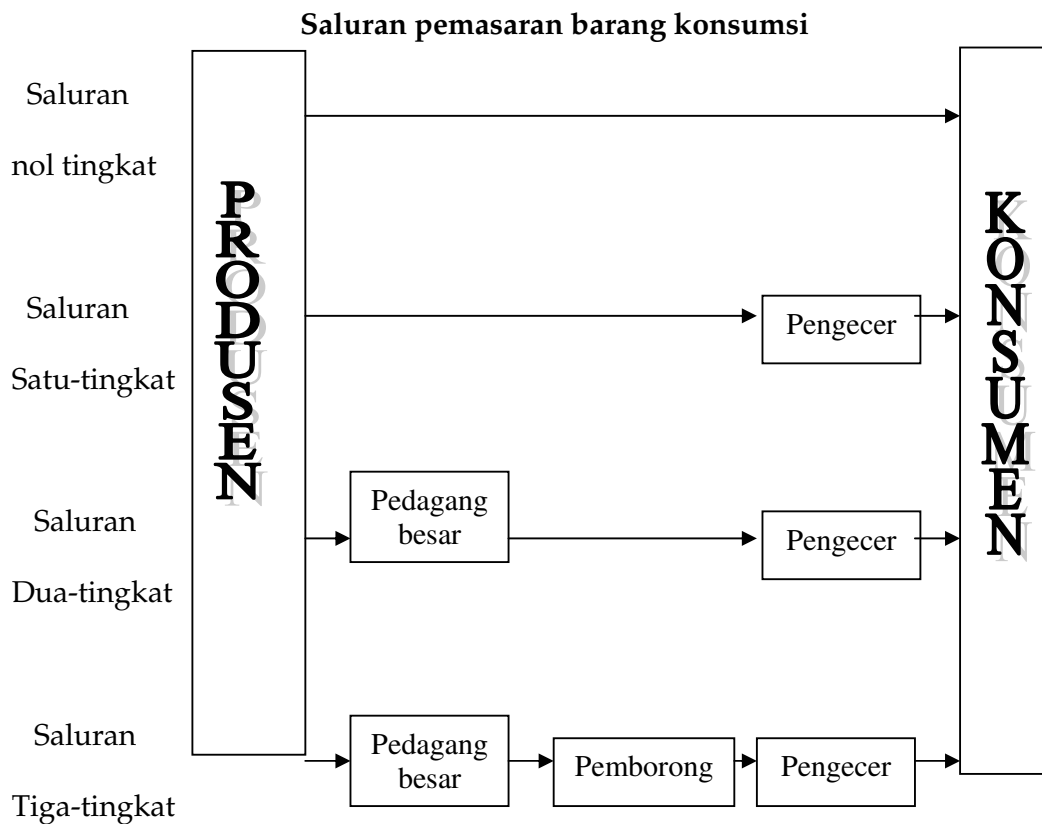 Saluran pemasaran barang konsumsi
Saluran
nol tingkat
PRODUSEN
KONSUMEN
Saluran
Satu-tingkat
Pengecer
Saluran
Dua-tingkat
Pedagang
besar
Pengecer
Saluran
Tiga-tingkat
Pedagang
besar
Pemborong
Pengecer